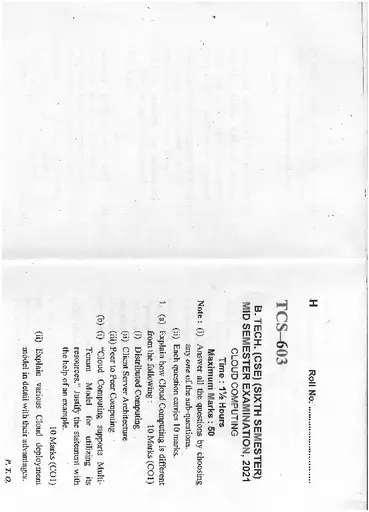 H
Roll No. ..............................
TCS–603
B. TECH. (CSE) (SIXTH SEMESTER)
MID SEMESTER EXAMINATION, 2021
CLOUD COMPUTING
Time : 1½ Hours
Maximum Marks : 50
Note : (i) Answer all the questions by choosing
any one of the sub-questions.
(ii) Each question carries 10 marks.
1. (a) Explain how Cloud Computing is different
from the following : 10 Marks (CO1)
(i) Distributed Computing
(ii) Client Server Architecture
(iii) Peer to Peer Computing
(b) (i) "Cloud Computing supports Multi-
Tenant Model for utilizing its
resources." Justify the statement with
the help of an example.
10 Marks (CO1)
(ii) Explain various Cloud deployment
model in detail with their advantages.
P. T. O.